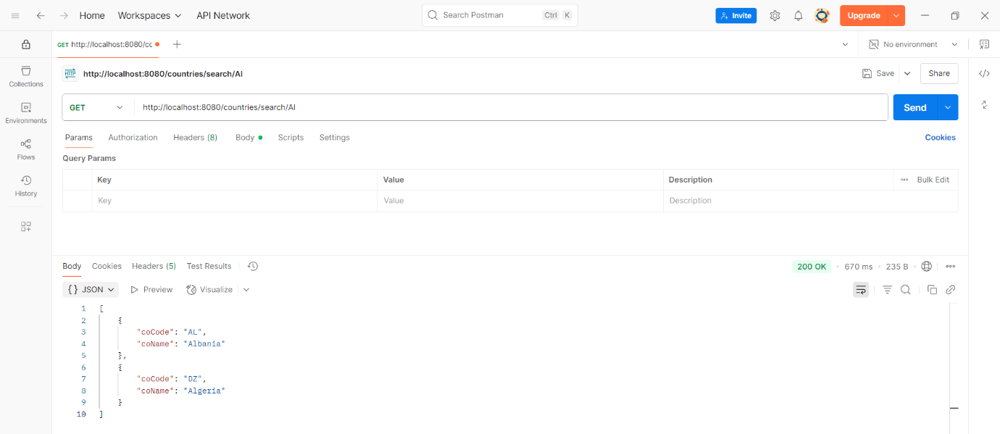 Home Workspaces API Network Search Postman Ctrl K Invite Upgrade
GET http://localhost:8080/cc No environment
HTTP http://localhost:8080/countries/search/Al Save Share
Collections
GET http://localhost:8080/countries/search/Al Send
Environments
Params Authorization Headers (8) Body Scripts Settings Cookies
Flows
Query Params
Key Value Description Bulk Edit
History
Key Value Description
Body Cookies Headers (5) Test Results 200 OK 670 ms 235 B
{} JSON Preview Visualize
1 [
2 {
3 "coCode": "AL",
4 "coName": "Albania"
5 },
6 {
7 "coCode": "DZ",
8 "coName": "Algeria"
9 }
10 ]